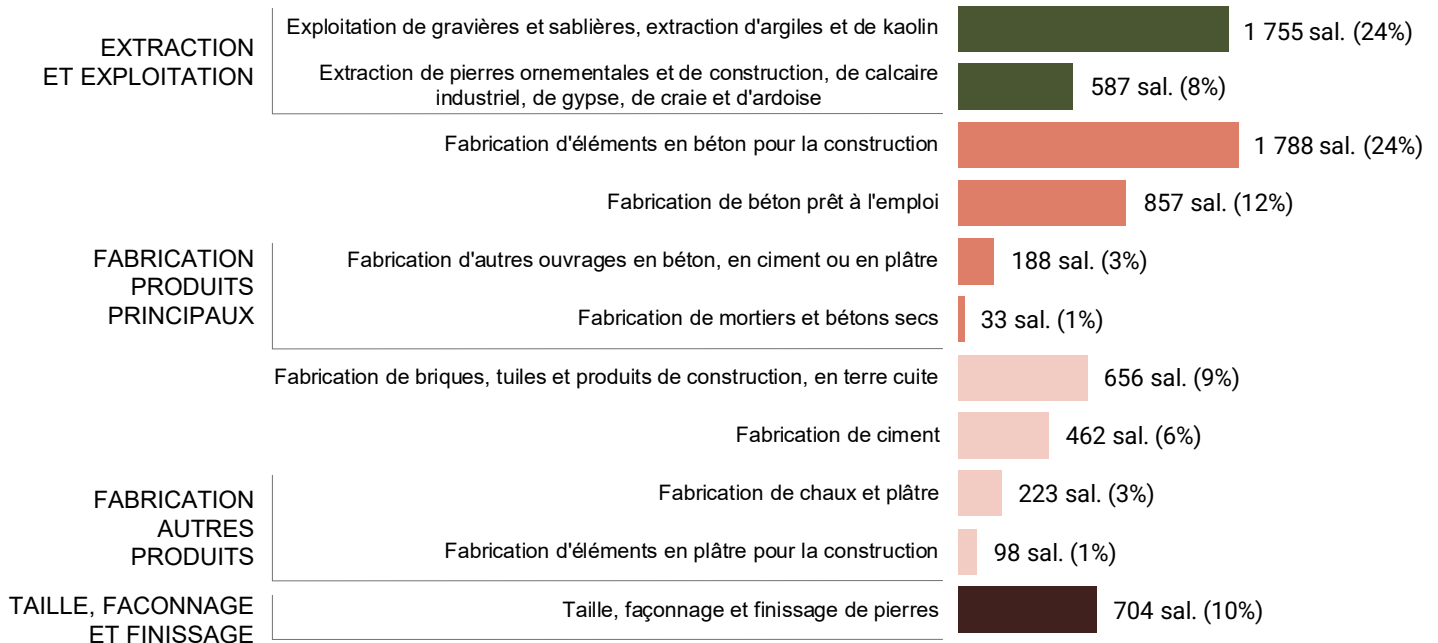 EXTRACTION
ET EXPLOITATION
Exploitation de gravières et sablières, extraction d'argiles et de kaolin
1 755 sal. (24%)
Extraction de pierres ornementales et de construction, de calcaire
industriel, de gypse, de craie et d'ardoise
587 sal. (8%)
Fabrication d'éléments en béton pour la construction
1 788 sal. (24%)
Fabrication de béton prêt à l'emploi
857 sal. (12%)
FABRICATION
PRODUITS
PRINCIPAUX
Fabrication d'autres ouvrages en béton, en ciment ou en plâtre
188 sal. (3%)
Fabrication de mortiers et bétons secs
33 sal. (1%)
Fabrication de briques, tuiles et produits de construction, en terre cuite
656 sal. (9%)
Fabrication de ciment
462 sal. (6%)
FABRICATION
AUTRES
PRODUITS
Fabrication de chaux et plâtre
223 sal. (3%)
Fabrication d'éléments en plâtre pour la construction
98 sal. (1%)
TAILLE, FACONNAGE
ET FINISSAGE
Taille, façonnage et finissage de pierres
704 sal. (10%)